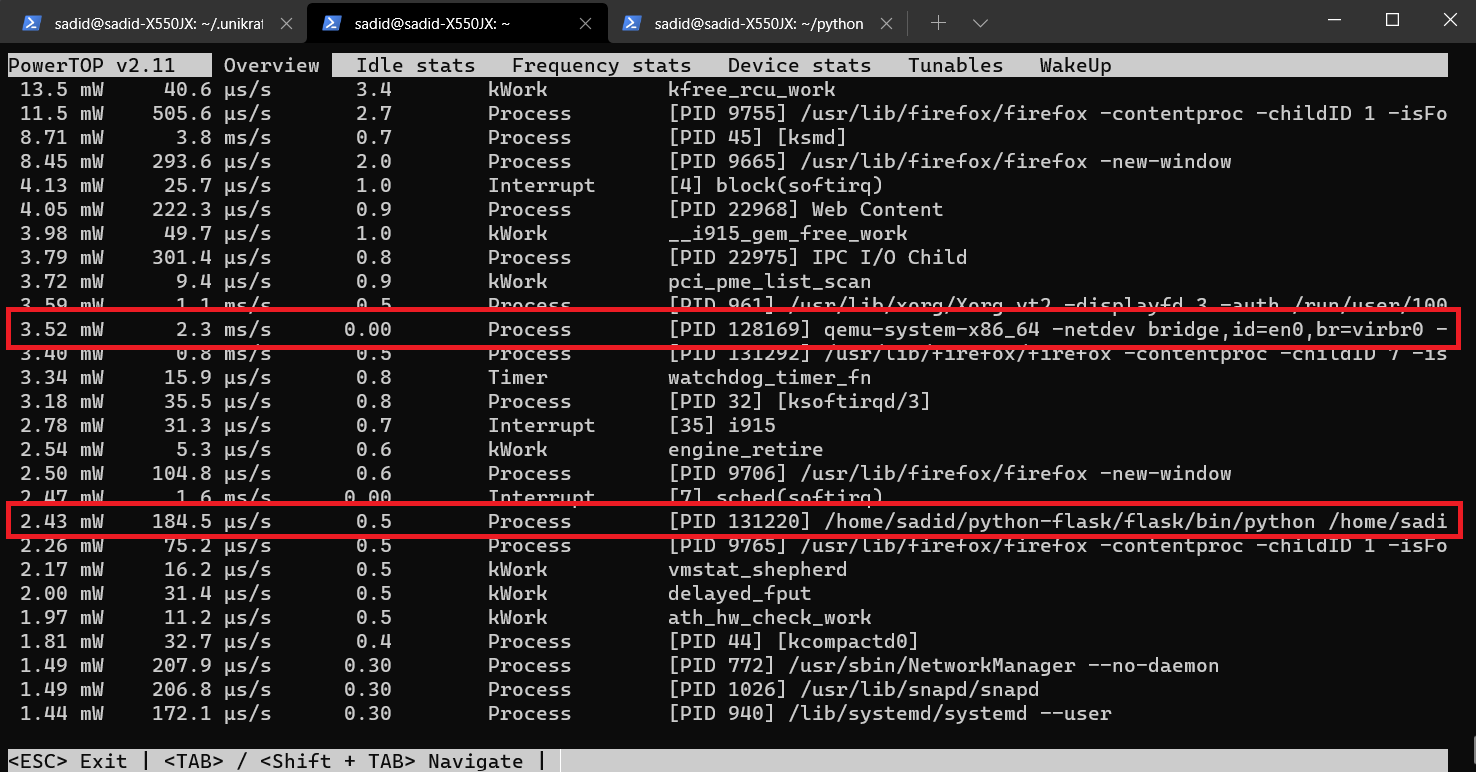 sadid@sadid-X550JX: ~/.unikraf
sadid@sadid-X550JX: ~
sadid@sadid-X550JX: ~/python
PowerTOP v2.11 Overview Idle stats Frequency stats Device stats Tunables WakeUp
13.5 mW 40.6 µs/s 3.4 kWork kfree_rcu_work
11.5 mW 505.6 µs/s 2.7 Process [PID 9755] /usr/lib/firefox/firefox -contentproc -childID 1 -isFo
8.71 mW 3.8 ms/s 0.7 Process [PID 45] [ksmd]
8.45 mW 293.6 µs/s 2.0 Process [PID 9665] /usr/lib/firefox/firefox -new-window
4.13 mW 25.7 µs/s 1.0 Interrupt [4] block(softirq)
4.05 mW 222.3 µs/s 0.9 Process [PID 22968] Web Content
3.98 mW 49.7 µs/s 1.0 kWork __i915_gem_free_work
3.79 mW 301.4 µs/s 0.8 Process [PID 22975] IPC I/O Child
3.72 mW 9.4 µs/s 0.9 kWork pci_pme_list_scan
3.59 mW 1.1 ms/s 0.5 Process [PID 961] /usr/lib/xorg/Xorg vt2 -displayfd 3 -auth /run/user/100
3.52 mW 2.3 ms/s 0.00 Process [PID 128169] qemu-system-x86_64 -netdev bridge,id=en0,br=virbr0 -
3.40 mW 0.8 ms/s 0.5 Process [PID 131292] /usr/lib/firefox/firefox -contentproc -childID 7 -is
3.34 mW 15.9 µs/s 0.8 Timer watchdog_timer_fn
3.18 mW 35.5 µs/s 0.8 Process [PID 32] [ksoftirqd/3]
2.78 mW 31.3 µs/s 0.7 Interrupt [35] i915
2.54 mW 5.3 µs/s 0.6 kWork engine_retire
2.50 mW 104.8 µs/s 0.6 Process [PID 9706] /usr/lib/firefox/firefox -new-window
2.47 mW 1.6 ms/s 0.00 Interrupt [7] sched(softirq)
2.43 mW 184.5 µs/s 0.5 Process [PID 131220] /home/sadid/python-flask/flask/bin/python /home/sadi
2.26 mW 75.2 µs/s 0.5 Process [PID 9765] /usr/lib/firefox/firefox -contentproc -childID 1 -isFo
2.17 mW 16.2 µs/s 0.5 kWork vmstat_shepherd
2.00 mW 31.4 µs/s 0.5 kWork delayed_fput
1.97 mW 11.2 µs/s 0.5 kWork ath_hw_check_work
1.81 mW 32.7 µs/s 0.4 Process [PID 44] [kcompactd0]
1.49 mW 207.9 µs/s 0.30 Process [PID 772] /usr/sbin/NetworkManager --no-daemon
1.49 mW 206.8 µs/s 0.30 Process [PID 1026] /usr/lib/snapd/snapd
1.44 mW 172.1 µs/s 0.30 Process [PID 940] /lib/systemd/systemd --user
<ESC> Exit | <TAB> / <Shift + TAB> Navigate |